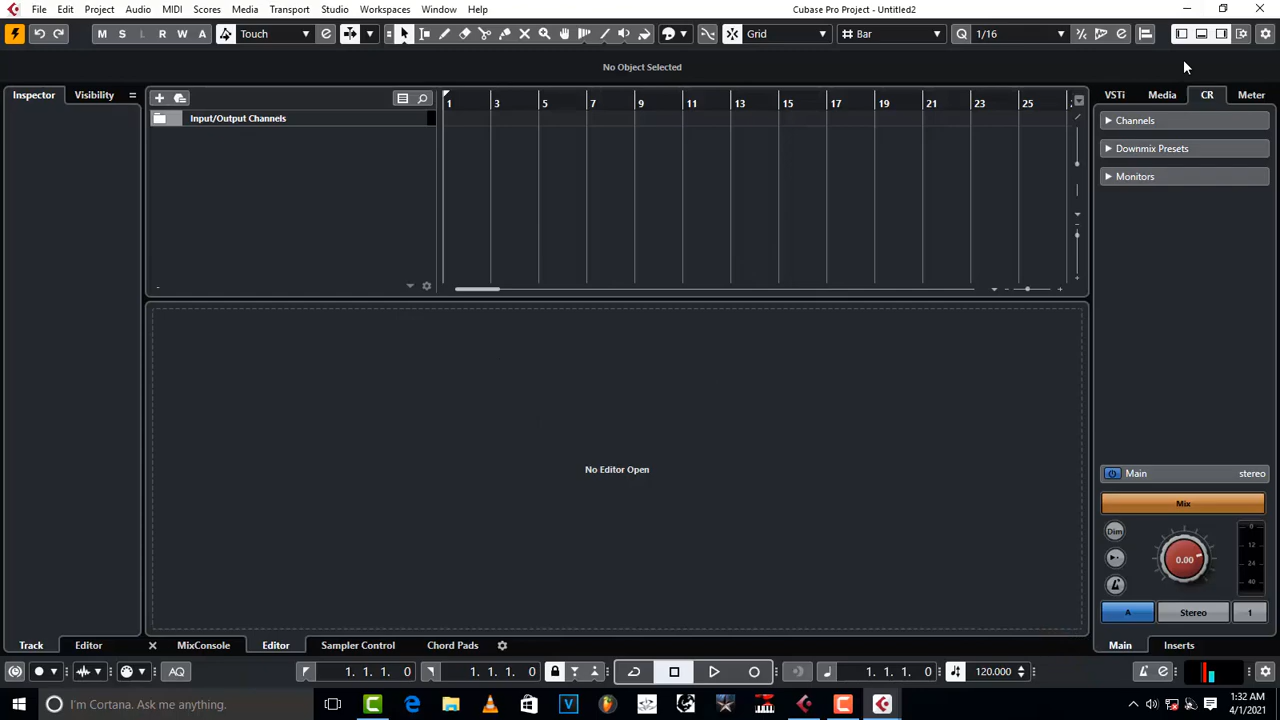 File Edit Project Audio MIDI Scores Media Transport Studio Workspaces Window Help Cubase Pro Project - Untitled2
M S L R W A Touch Grid Bar Q 1/16
No Object Selected
Inspector Visibility 1 3 5 7 9 11 13 15 17 19 21 23 25 VSTi Media CR Meter
Input/Output Channels
Channels
Downmix Presets
Monitors
No Editor Open
Main stereo
Mix
Dim
0.00
0
12
24
40
A Stereo 1
Track Editor MixConsole Editor Sampler Control Chord Pads Main Inserts
AQ 1. 1. 1. 0 1. 1. 1. 0 1. 1. 1. 0 120.000
I'm Cortana. Ask me anything. 1:32 AM
4/1/2021